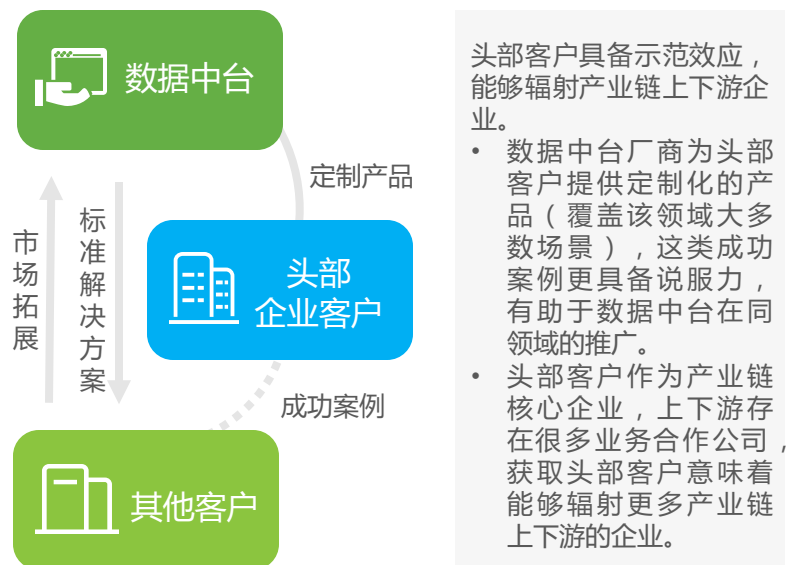 数据中台
定制产品
市场拓展
标准解决方案
头部
企业客户
成功案例
其他客户
头部客户具备示范效应，
能够辐射产业链上下游企
业。
• 数据中台厂商为头部
客户提供定制化的产
品（覆盖该领域大多
数场景），这类成功
案例更具备说服力，
有助于数据中台在同
领域的推广。
• 头部客户作为产业链
核心企业，上下游存
在很多业务合作公司，
获取头部客户意味着
能够辐射更多产业链
上下游的企业。